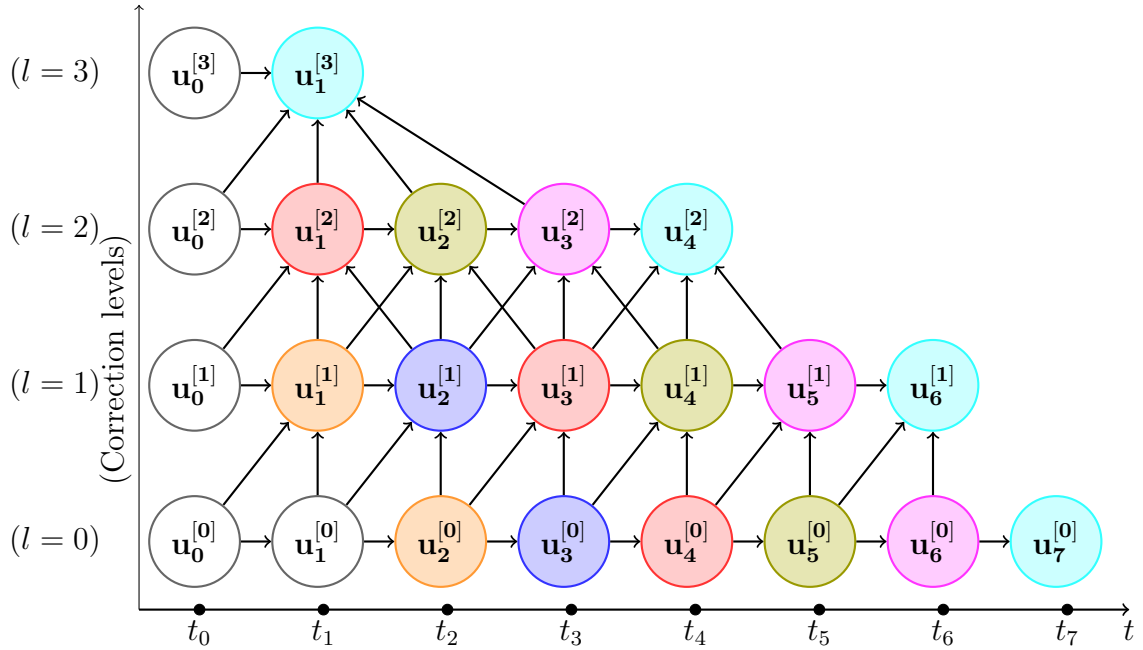 (l = 3) u_0^{[3]} u_1^{[3]}
(l = 2) u_0^{[2]} u_1^{[2]} u_2^{[2]} u_3^{[2]} u_4^{[2]}
(Correction levels)
(l = 1) u_0^{[1]} u_1^{[1]} u_2^{[1]} u_3^{[1]} u_4^{[1]} u_5^{[1]} u_6^{[1]}
(l = 0) u_0^{[0]} u_1^{[0]} u_2^{[0]} u_3^{[0]} u_4^{[0]} u_5^{[0]} u_6^{[0]} u_7^{[0]}
t_0 t_1 t_2 t_3 t_4 t_5 t_6 t_7 t